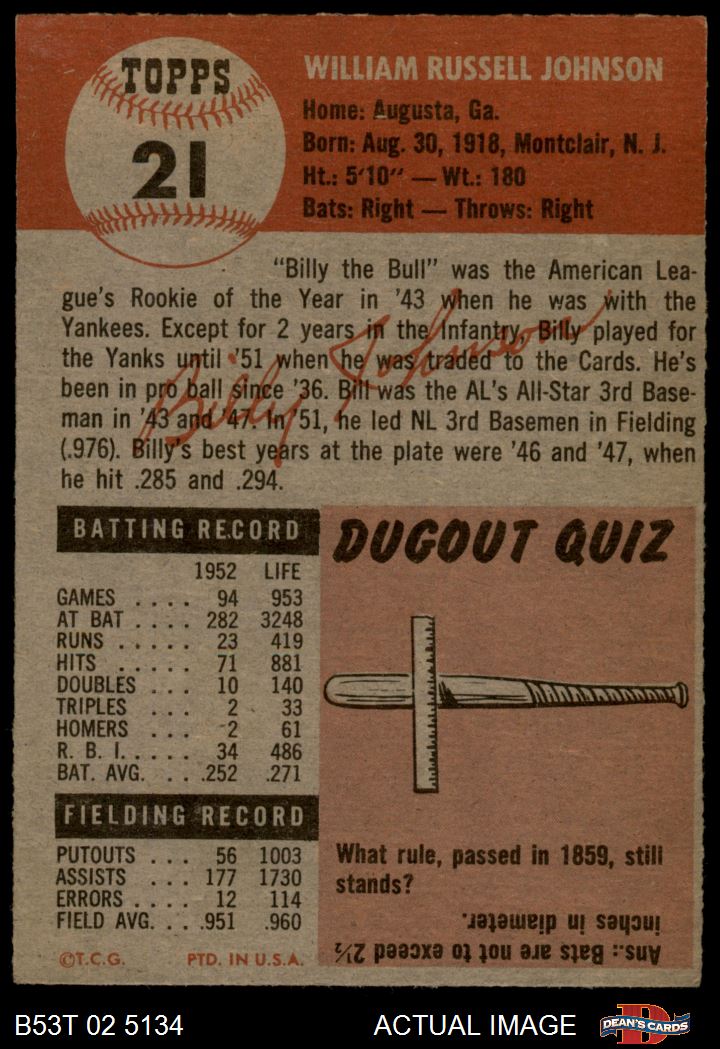 TOPPS
21
WILLIAM RUSSELL JOHNSON
Home: Augusta, Ga.
Born: Aug. 30, 1918, Montclair, N. J.
Ht.: 5'10" — Wt.: 180
Bats: Right — Throws: Right
"Billy the Bull" was the American Lea-
gue's Rookie of the Year in '43 when he was with the
Yankees. Except for 2 years in the Infantry, Billy played for
the Yanks until '51 when he was traded to the Cards. He's
been in pro ball since '36. Bill was the AL's All-Star 3rd Base-
man in '43 and '47. In '51, he led NL 3rd Basemen in Fielding
(.976). Billy's best years at the plate were '46 and '47, when
he hit .285 and .294.
Billy Johnson
BATTING RECORD
1952 LIFE
GAMES .... 94 953
AT BAT .... 282 3248
RUNS ..... 23 419
HITS ..... 71 881
DOUBLES ... 10 140
TRIPLES ... 2 33
HOMERS ... 2 61
R. B. I. .... 34 486
BAT. AVG. ... .252 .271
FIELDING RECORD
PUTOUTS ... 56 1003
ASSISTS ... 177 1730
ERRORS .... 12 114
FIELD AVG. ... .951 .960
©T.C.G. PTD. IN U.S.A.
DUGOUT QUIZ
What rule, passed in 1859, still
stands?
Ans.: Bats are not to exceed 2½
inches in diameter.
B53T 02 5134 ACTUAL IMAGE DEAN'S CARDS